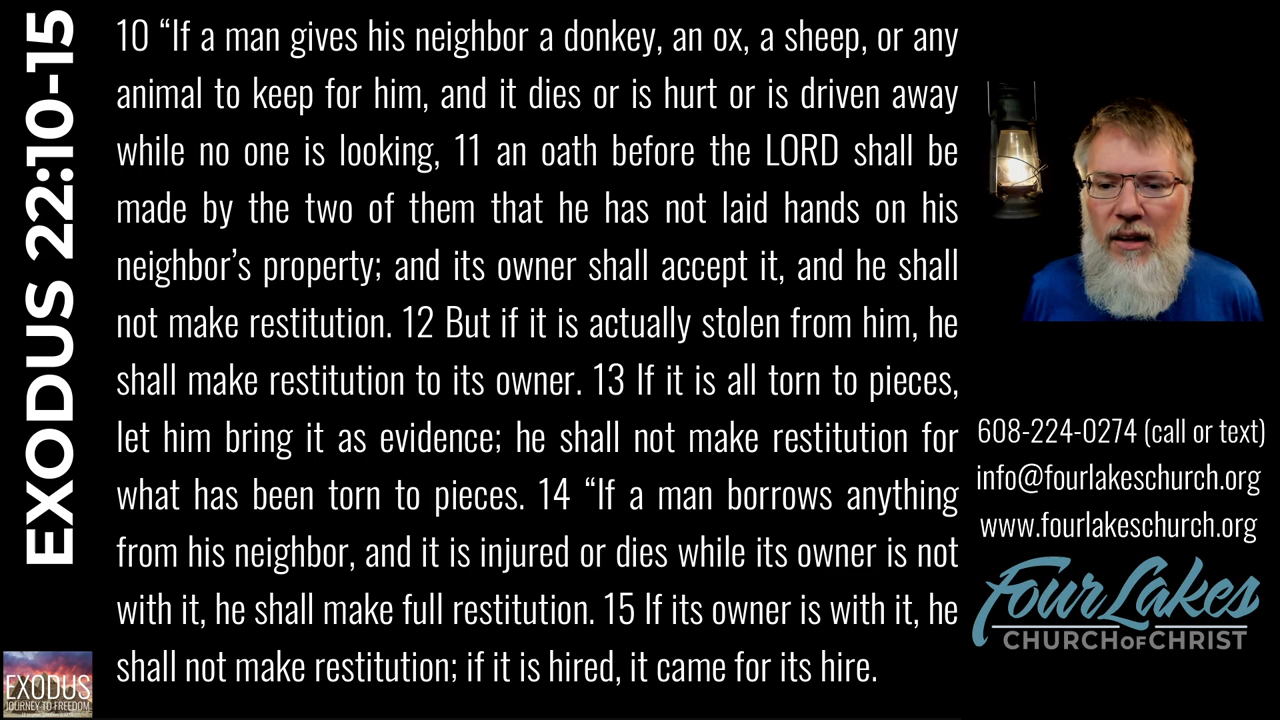 EXODUS 22:10-15
10 “If a man gives his neighbor a donkey, an ox, a sheep, or any
animal to keep for him, and it dies or is hurt or is driven away
while no one is looking, 11 an oath before the LORD shall be
made by the two of them that he has not laid hands on his
neighbor’s property; and its owner shall accept it, and he shall
not make restitution. 12 But if it is actually stolen from him, he
shall make restitution to its owner. 13 If it is all torn to pieces,
let him bring it as evidence; he shall not make restitution for
what has been torn to pieces. 14 “If a man borrows anything
from his neighbor, and it is injured or dies while its owner is not
with it, he shall make full restitution. 15 If its owner is with it, he
shall not make restitution; if it is hired, it came for its hire.
608-224-0274 (call or text)
info@fourlakeschurch.org
www.fourlakeschurch.org
Four Lakes
CHURCH OF CHRIST
EXODUS
JOURNEY TO FREEDOM